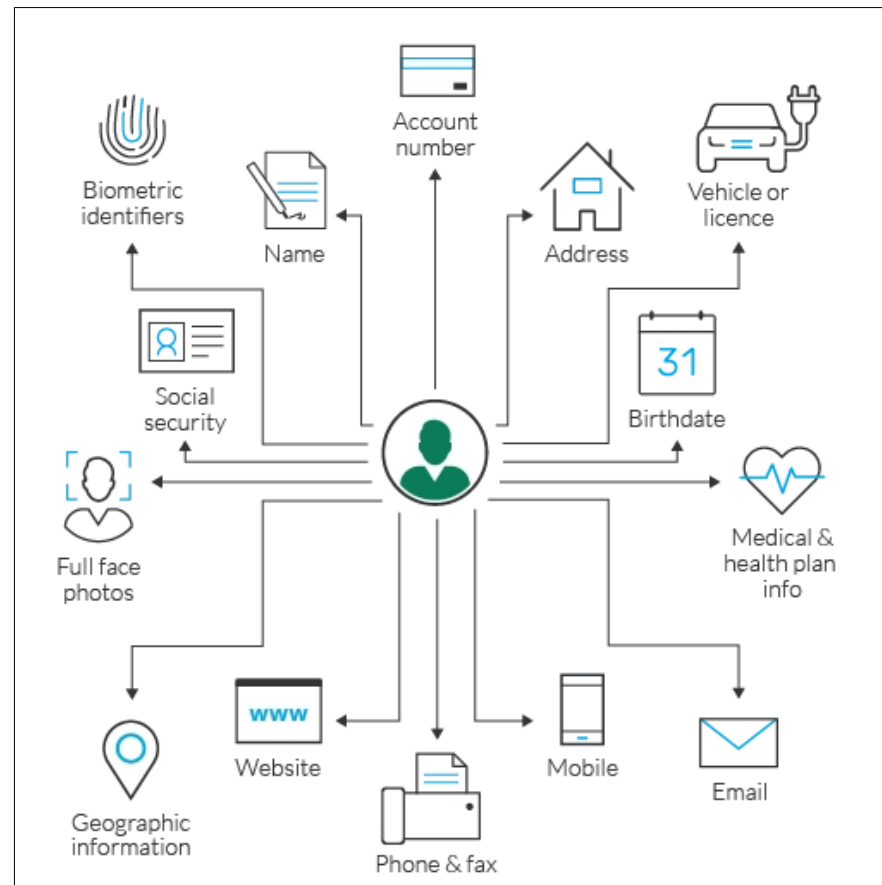 Account
number
Biometric
identifiers
Name
Address
Vehicle or
licence
Social
security
31
Birthdate
Full face
photos
Medical &
health plan
info
Geographic
information
www
Website
Phone & fax
Mobile
Email